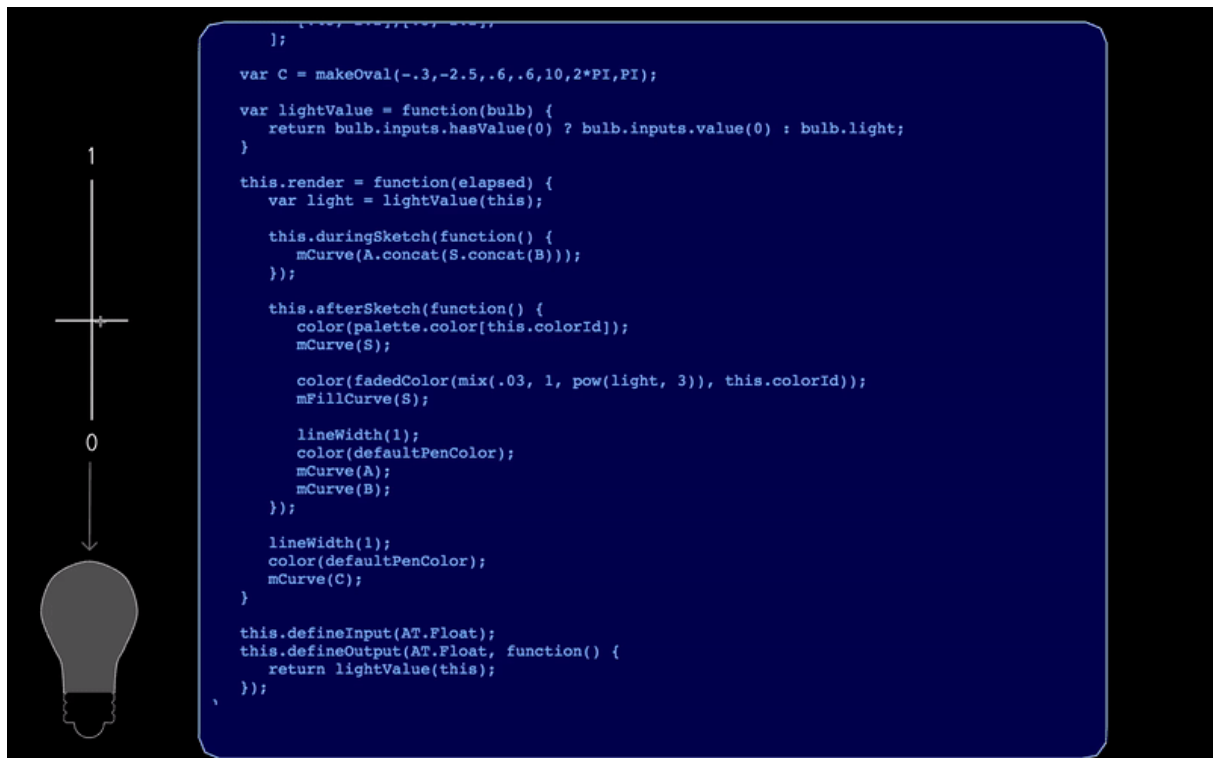 ];
var C = makeOval(-.3,-2.5,.6,.6,10,2*PI,PI);
var lightValue = function(bulb) {
return bulb.inputs.hasValue(0) ? bulb.inputs.value(0) : bulb.light;
}
this.render = function(elapsed) {
var light = lightValue(this);
this.duringSketch(function() {
mCurve(A.concat(S.concat(B)));
});
this.afterSketch(function() {
color(palette.color[this.colorId]);
mCurve(S);
color(fadedColor(mix(.03, 1, pow(light, 3)), this.colorId));
mFillCurve(S);
lineWidth(1);
color(defaultPenColor);
mCurve(A);
mCurve(B);
});
lineWidth(1);
color(defaultPenColor);
mCurve(C);
}
this.defineInput(AT.Float);
this.defineOutput(AT.Float, function() {
return lightValue(this);
});
1
0